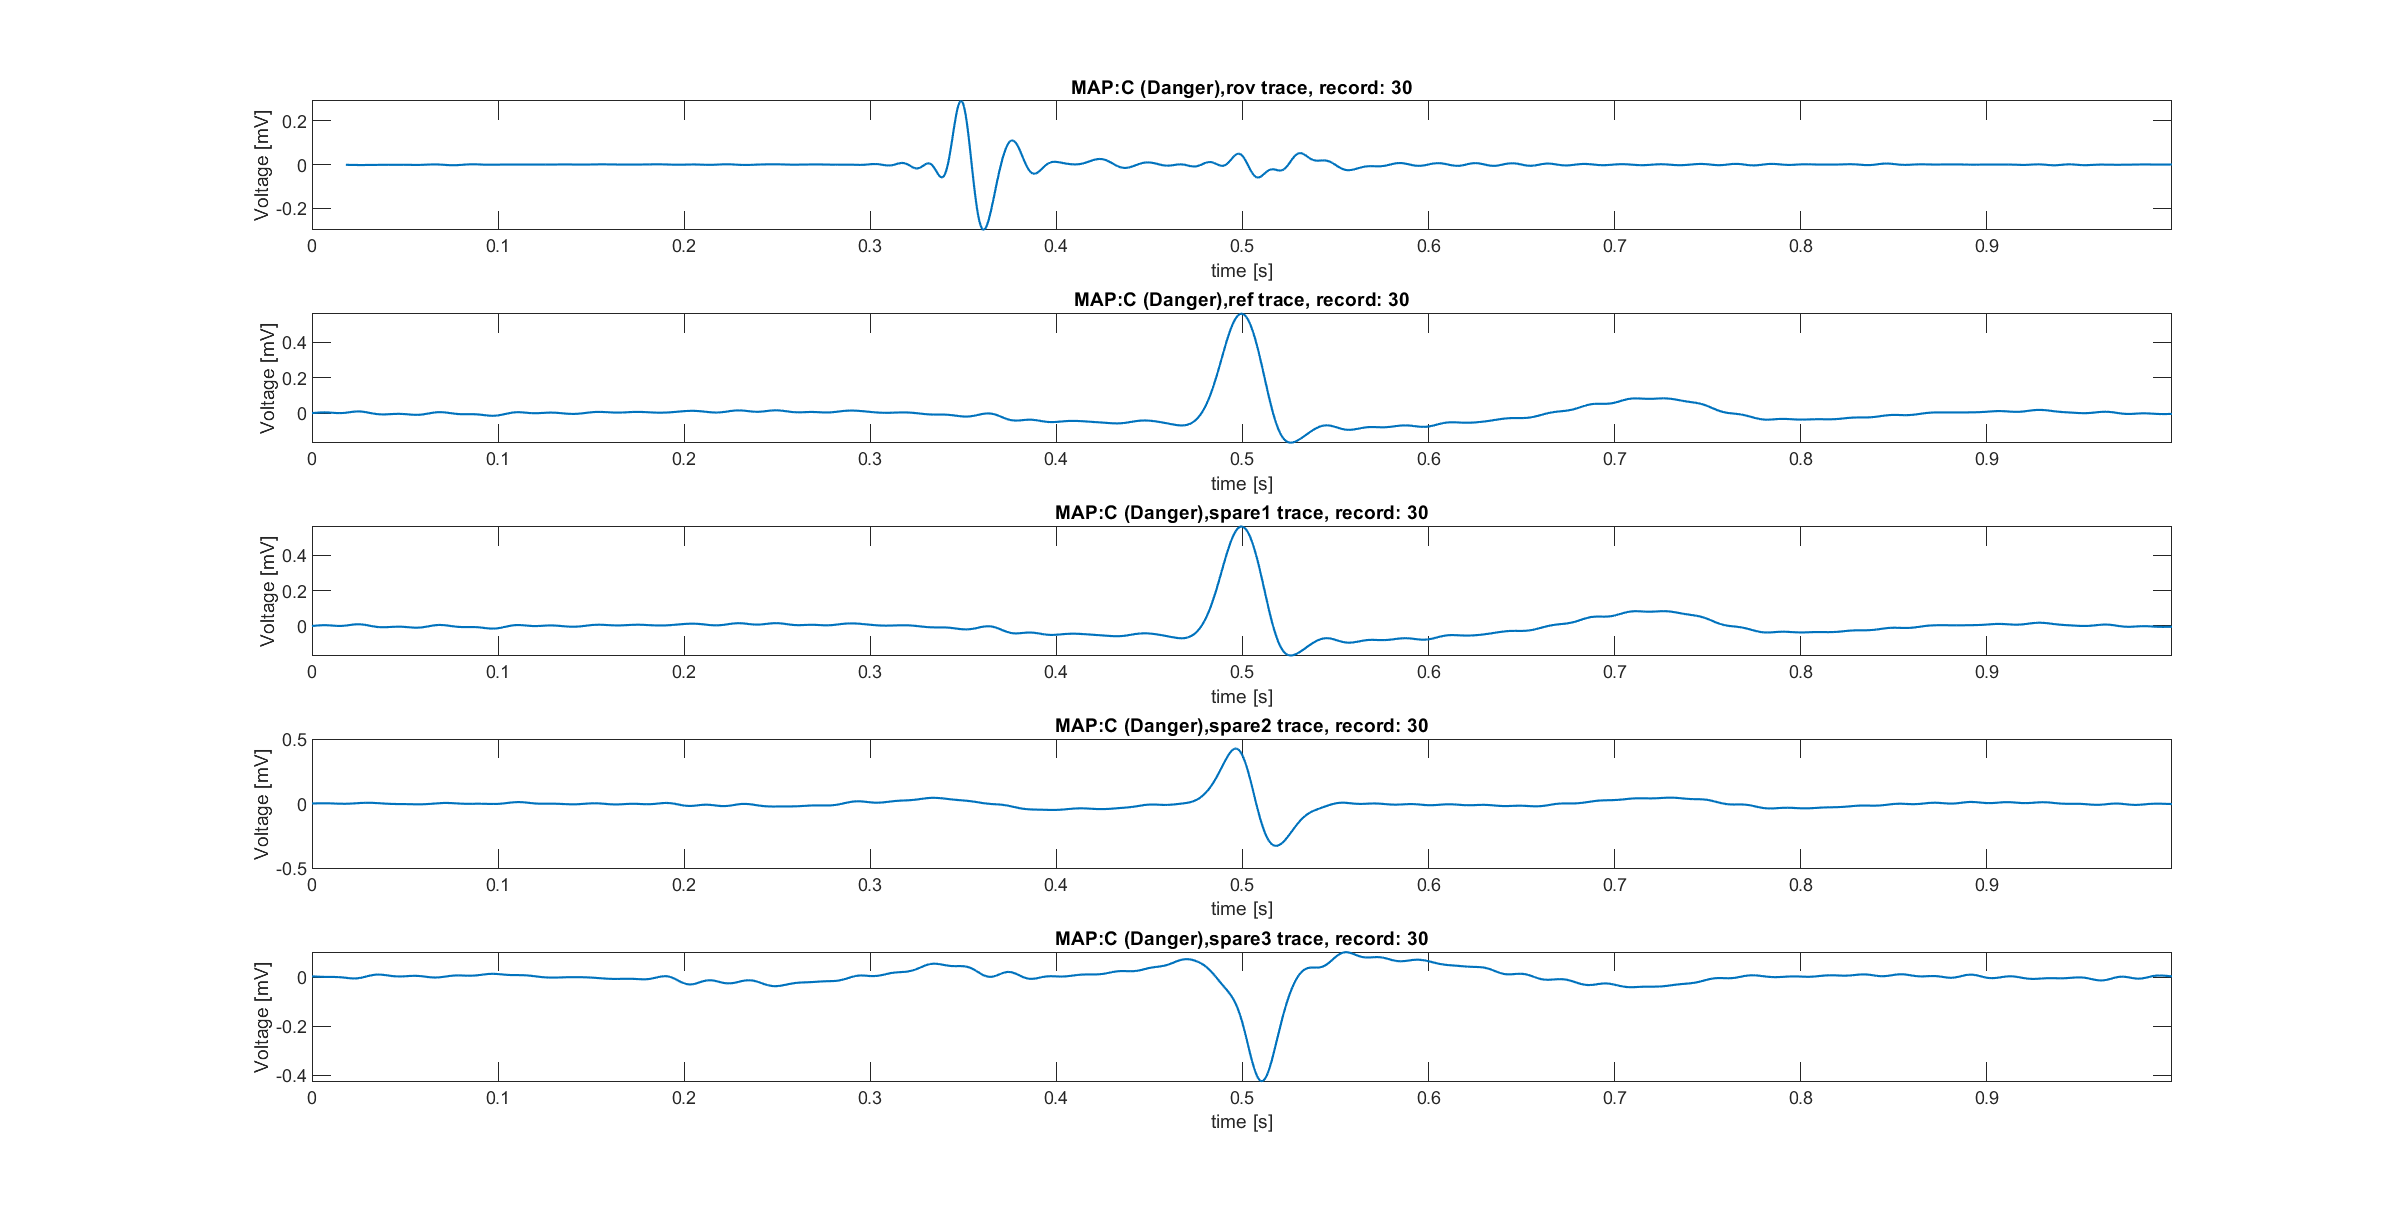 MAP:C (Danger),rov trace, record: 30
Voltage [mV]
0.2
0
-0.2
0 0.1 0.2 0.3 0.4 0.5 0.6 0.7 0.8 0.9
time [s]
MAP:C (Danger),ref trace, record: 30
Voltage [mV]
0.4
0.2
0
0 0.1 0.2 0.3 0.4 0.5 0.6 0.7 0.8 0.9
time [s]
MAP:C (Danger),spare1 trace, record: 30
Voltage [mV]
0.4
0.2
0
0 0.1 0.2 0.3 0.4 0.5 0.6 0.7 0.8 0.9
time [s]
MAP:C (Danger),spare2 trace, record: 30
Voltage [mV]
0.5
0
-0.5
0 0.1 0.2 0.3 0.4 0.5 0.6 0.7 0.8 0.9
time [s]
MAP:C (Danger),spare3 trace, record: 30
Voltage [mV]
0
-0.2
-0.4
0 0.1 0.2 0.3 0.4 0.5 0.6 0.7 0.8 0.9
time [s]